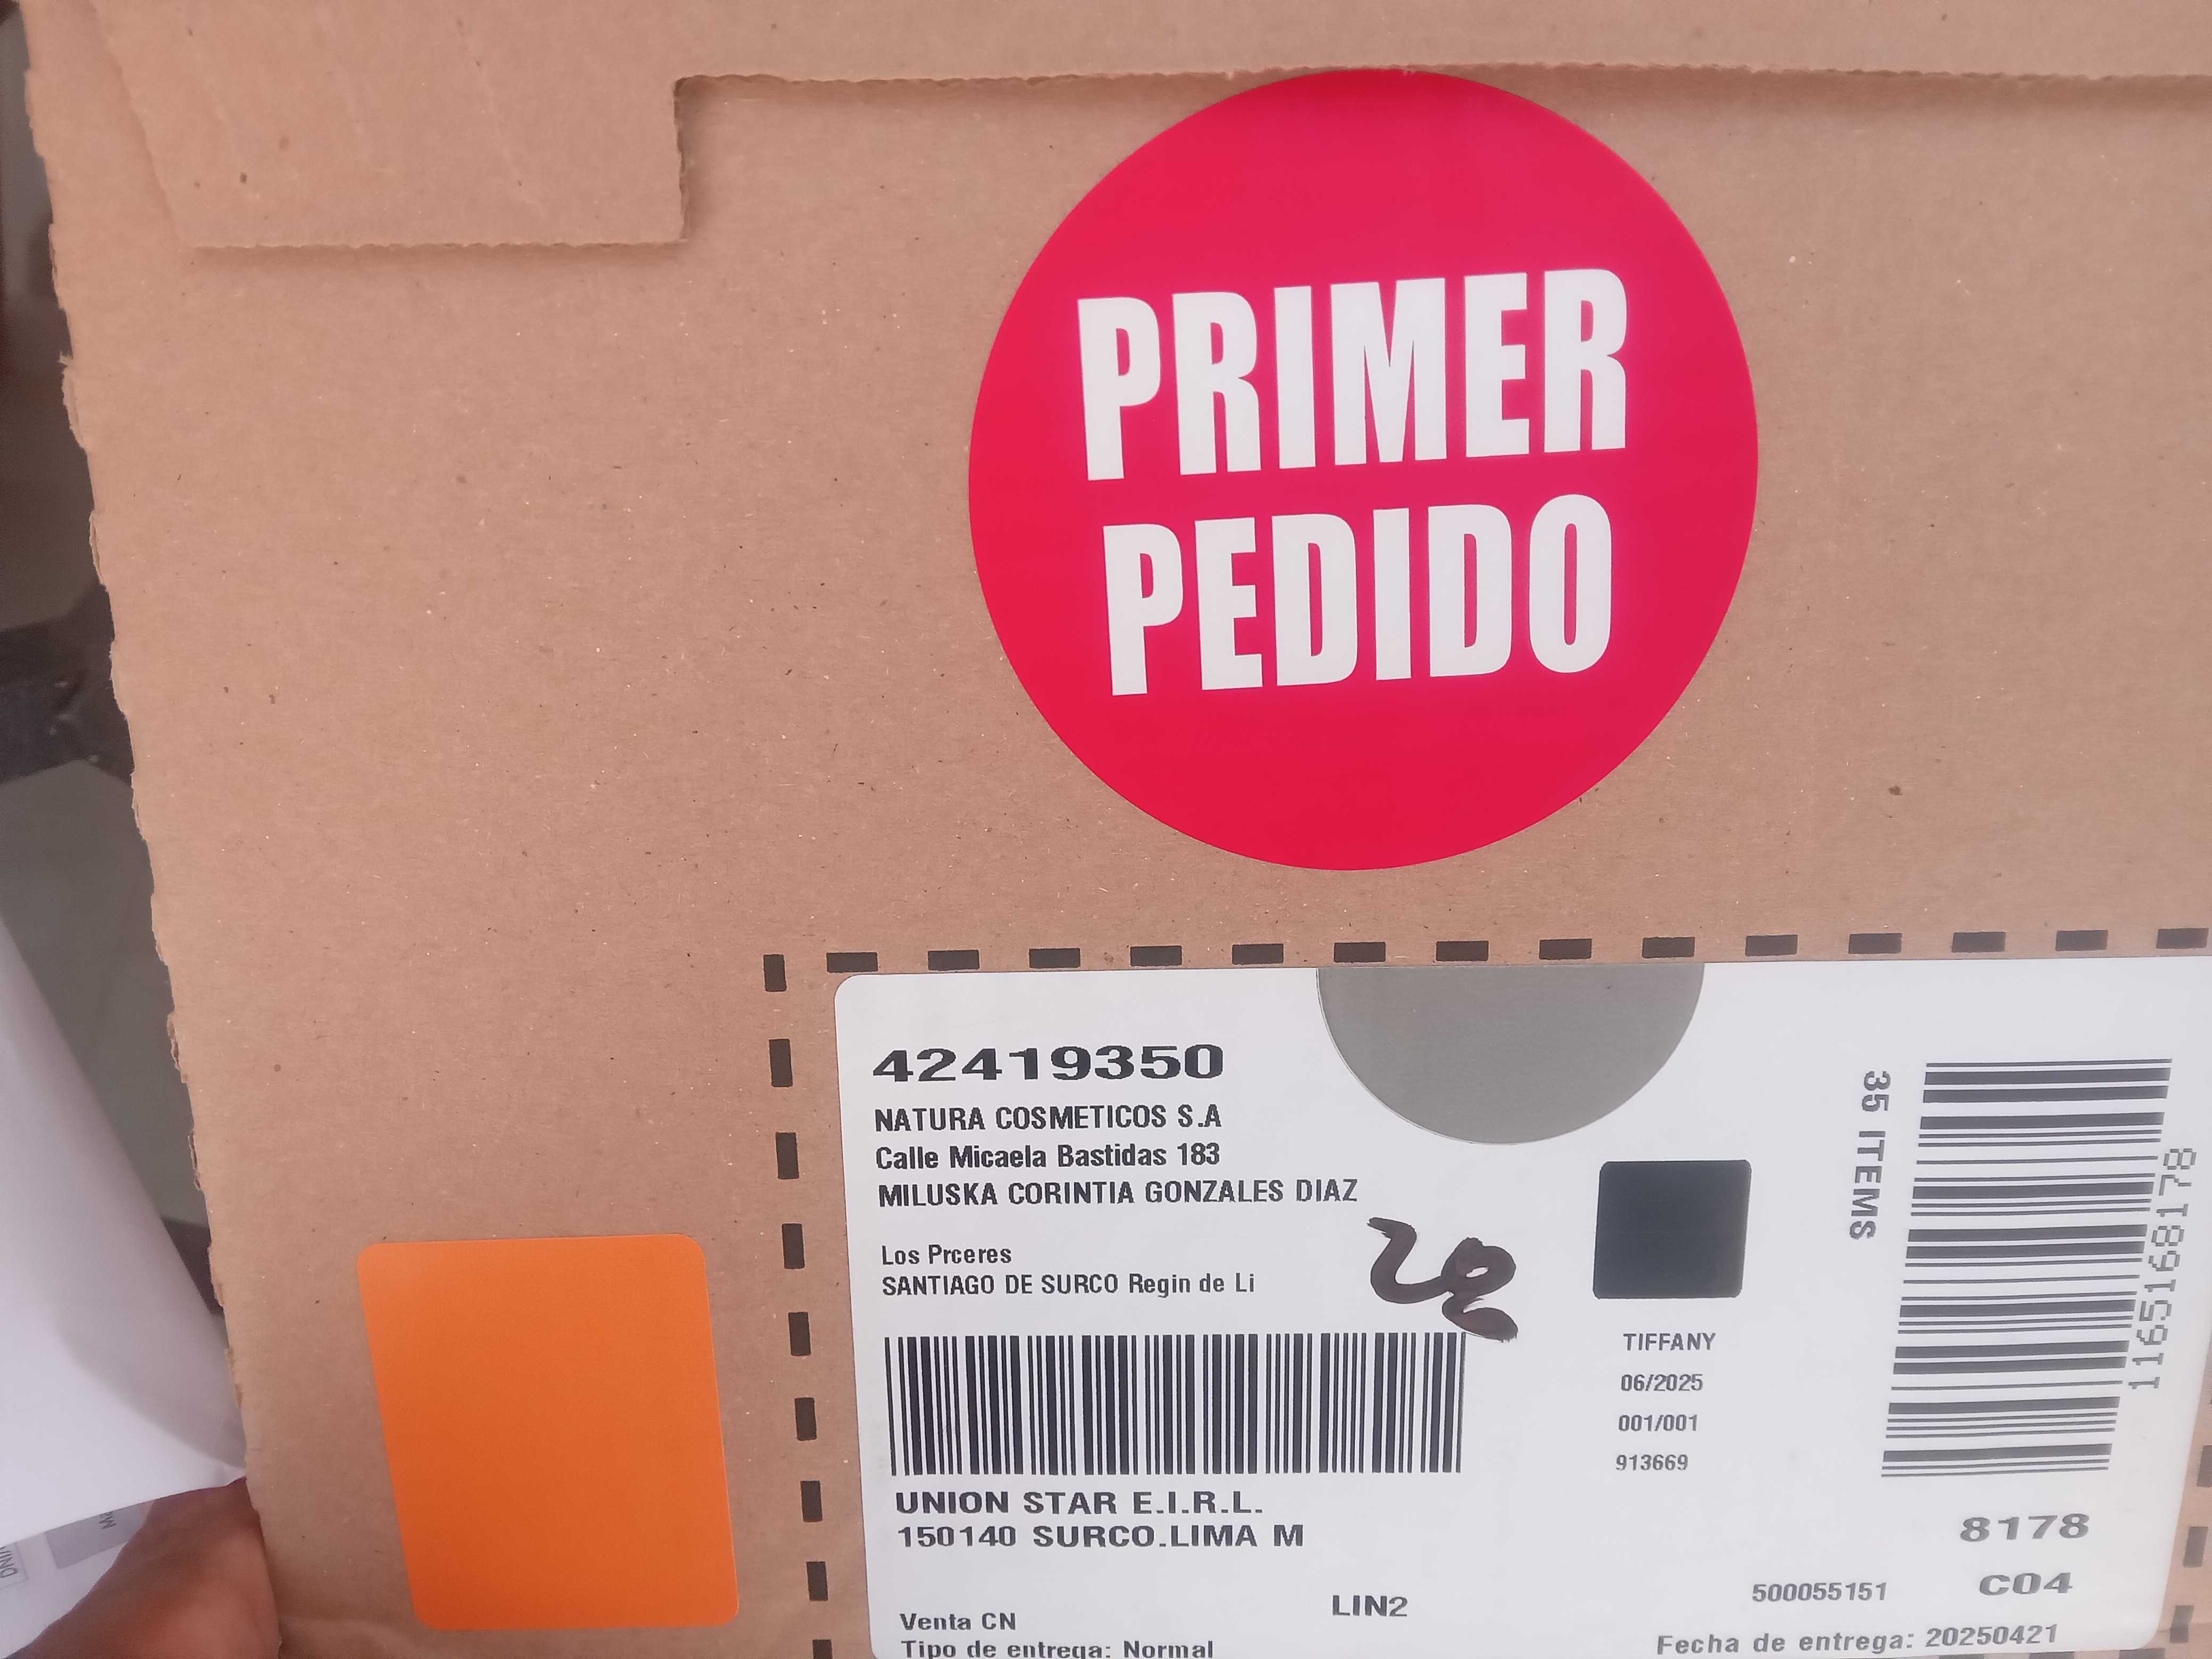 PRIMER
PEDIDO
42419350
NATURA COSMETICOS S.A
Calle Micaela Bastidas 183
MILUSKA CORINTIA GONZALES DIAZ
Los Prceres
SANTIAGO DE SURCO Regin de Li
UNION STAR E.I.R.L.
150140 SURCO.LIMA M
Venta CN
LIN2
Tipo de entrega: Normal
TIFFANY
06/2025
001/001
913669
35 ITEMS
1165168178
8178
500055151 C04
Fecha de entrega: 20250421